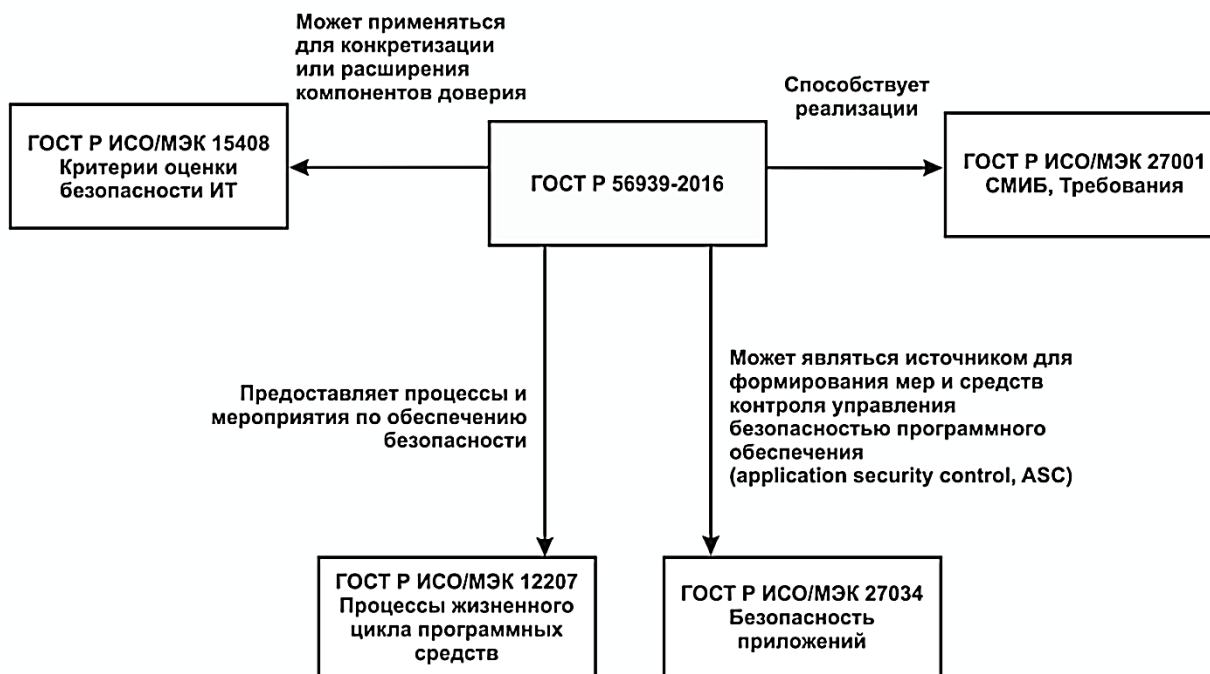 Может применяться
для конкретизации
или расширения
компонентов доверия
Способствует
реализации
ГОСТ Р ИСО/МЭК 15408
Критерии оценки
безопасности ИТ
ГОСТ Р 56939-2016
ГОСТ Р ИСО/МЭК 27001
СМИБ, Требования
Предоставляет процессы и
мероприятия по обеспечению
безопасности
Может являться источником для
формирования мер и средств
контроля управления
безопасностью программного
обеспечения
(application security control, ASC)
ГОСТ Р ИСО/МЭК 12207
Процессы жизненного
цикла программных
средств
ГОСТ Р ИСО/МЭК 27034
Безопасность
приложений